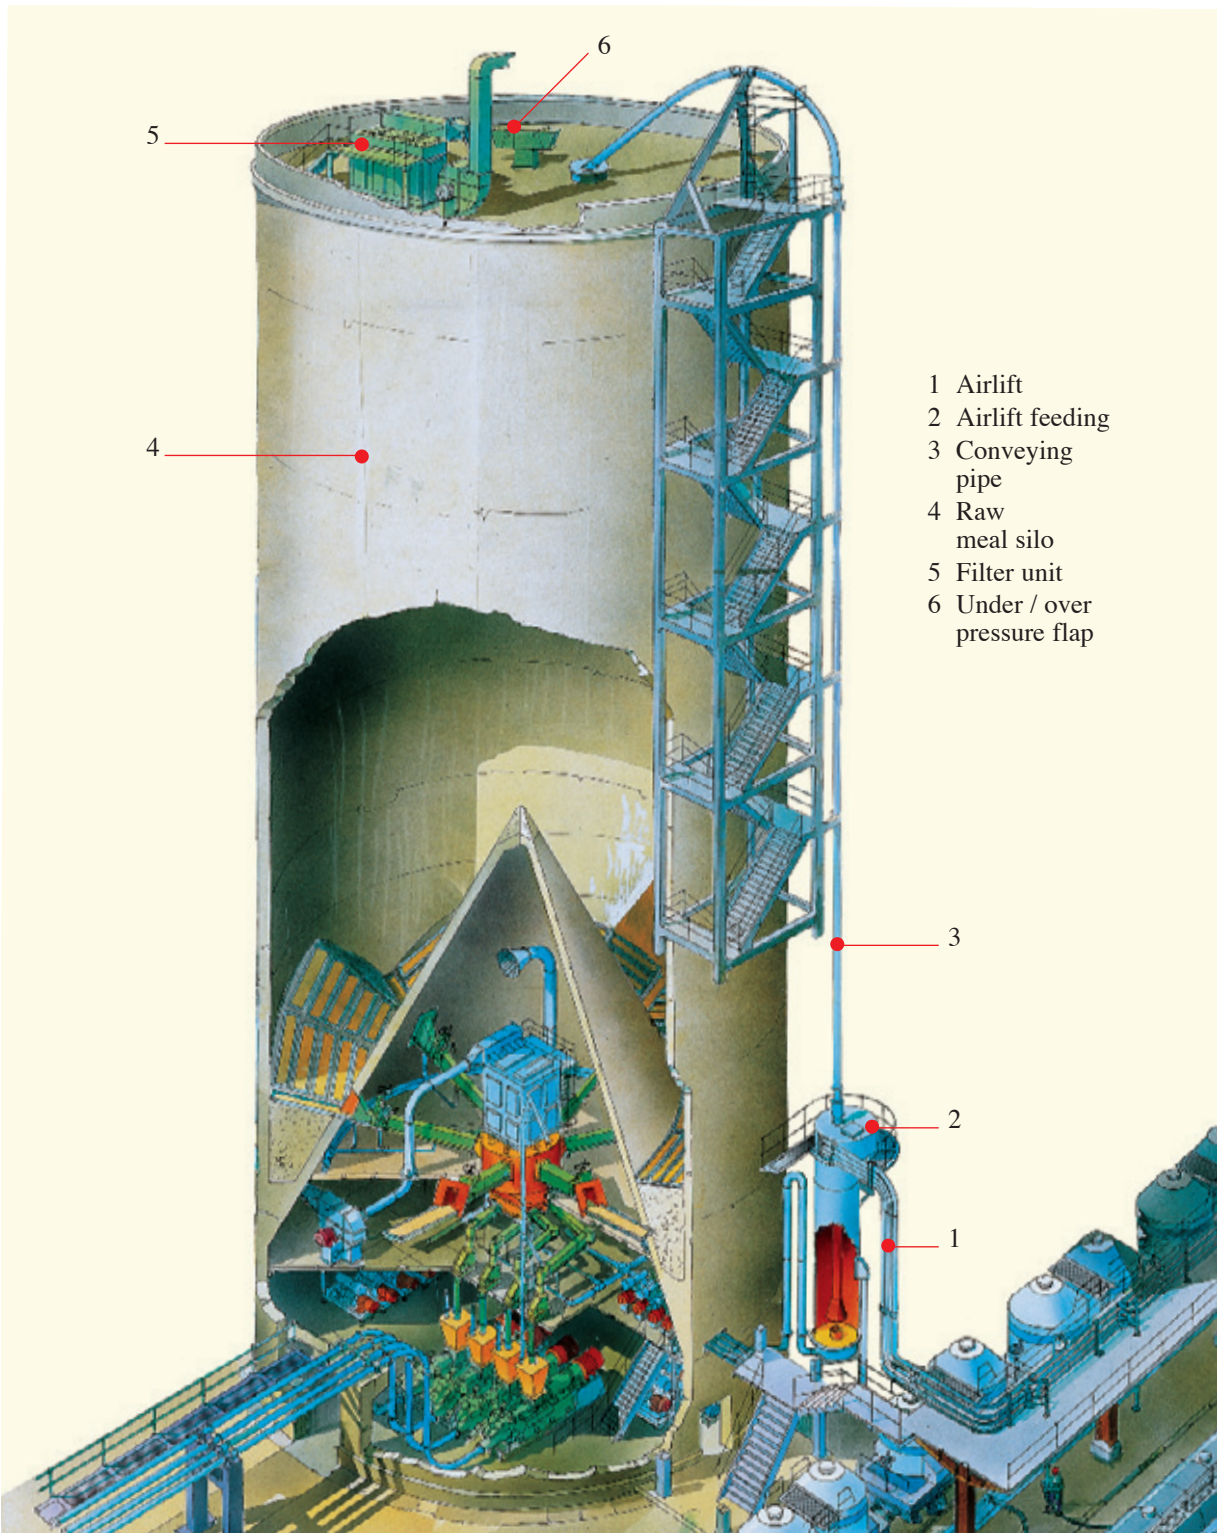 6
5
1 Airlift
2 Airlift feeding
3 Conveying
pipe
4 Raw
meal silo
5 Filter unit
6 Under / over
pressure flap
4
3
2
1